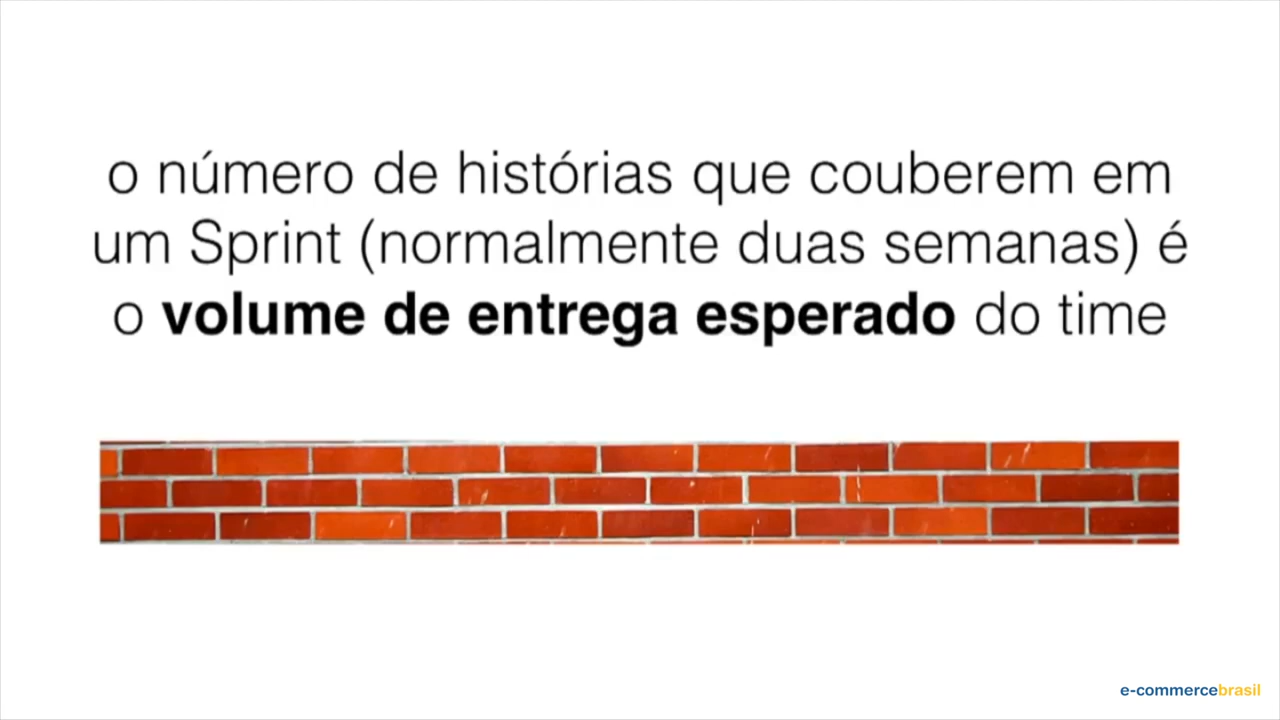 o número de histórias que couberem em
um Sprint (normalmente duas semanas) é
o volume de entrega esperado do time
e-commercebrasil